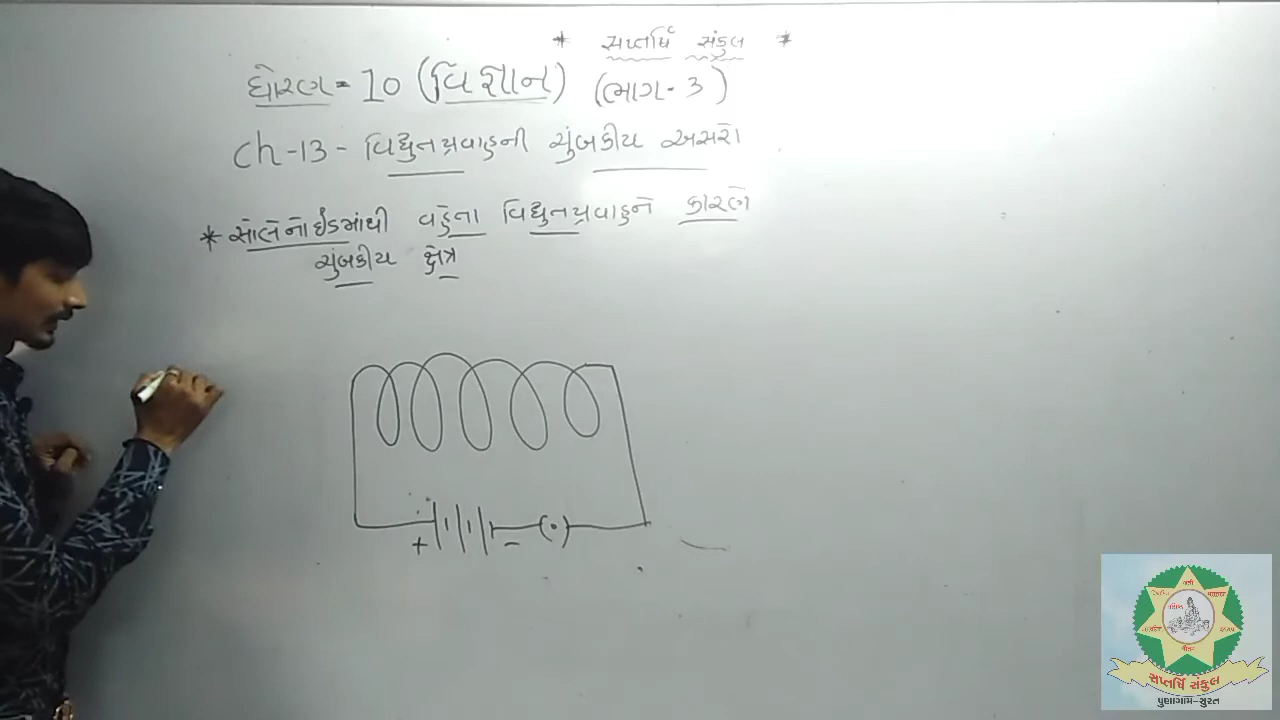 * સપ્તર્ષિ સંકુલ *
ધોરણ = 10 (વિજ્ઞાન) (ભાગ - 3)
Ch - 13 - વિદ્યુતપ્રવાહની ચુંબકીય અસરો
* સોલેનોઈડમાંથી વહેતા વિદ્યુતપ્રવાહને કારણે
ચુંબકીય ક્ષેત્ર
+ −
સપ્તર્ષિ સંકુલ
પુણાગામ-સુરત